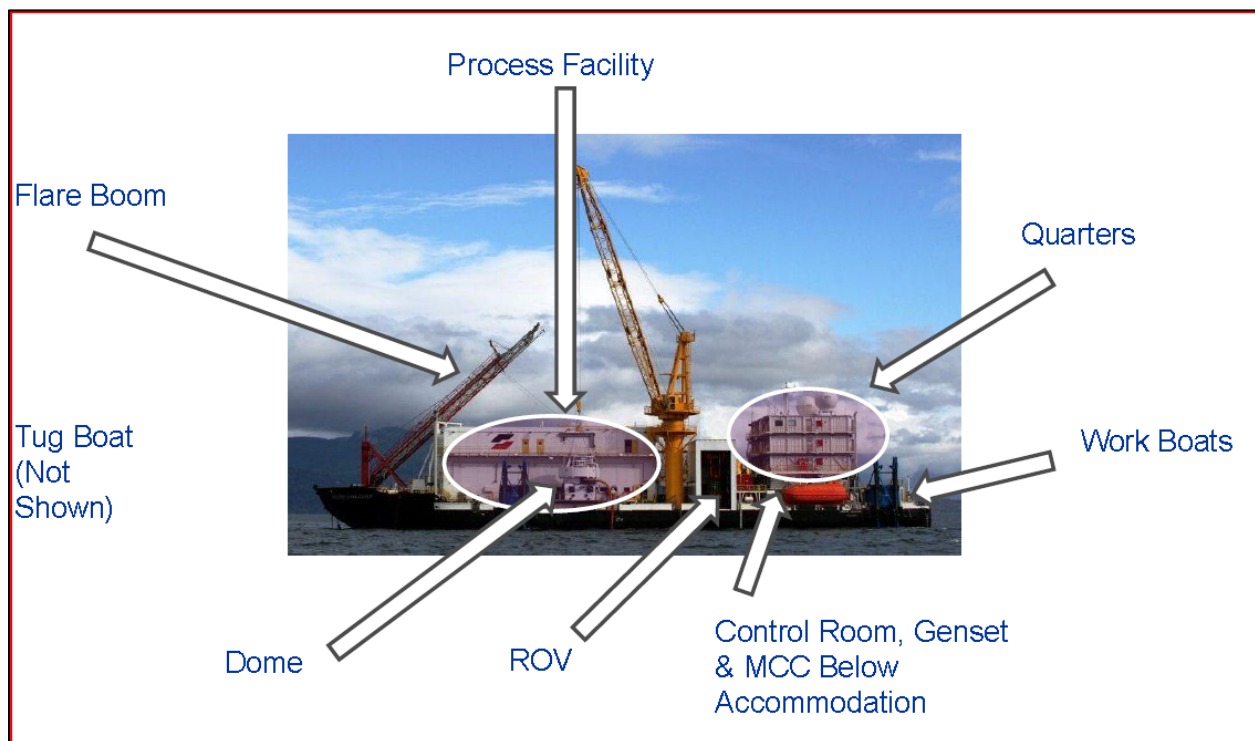 Process Facility
Flare Boom
Quarters
Tug Boat
(Not
Shown)
Work Boats
Dome
ROV
Control Room, Genset
& MCC Below
Accommodation